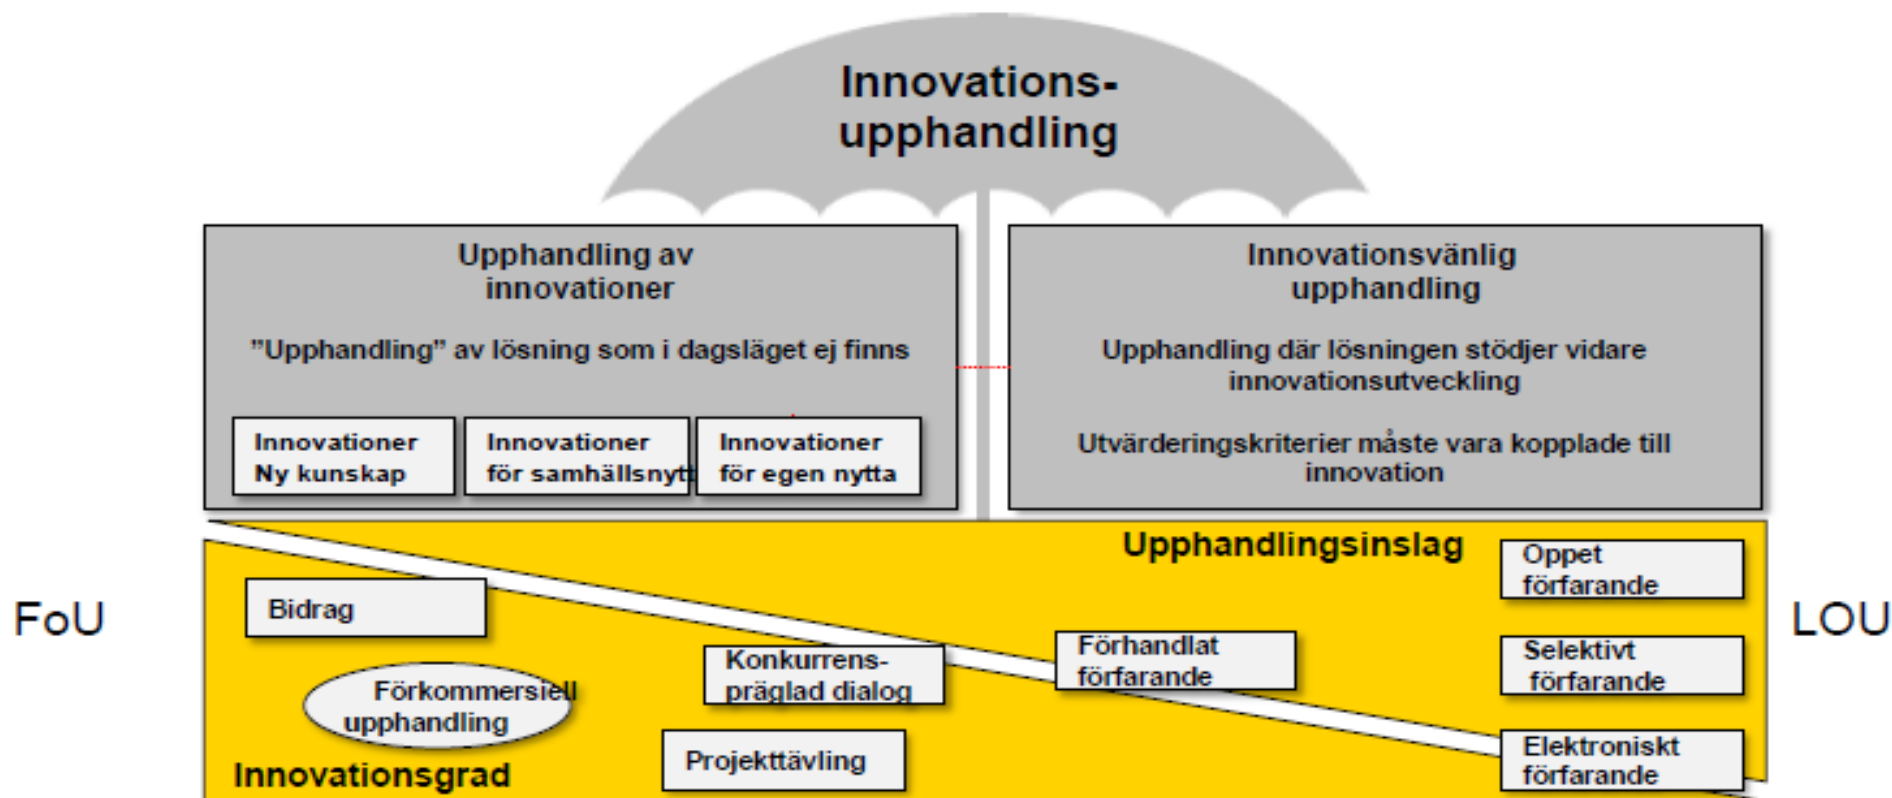 Innovations-
upphandling
Upphandling av
innovationer
”Upphandling” av lösning som i dagsläget ej finns
Innovationer
Ny kunskap
Innovationer
för samhällsnytt
Innovationer
för egen nytta
Innovationsvänlig
upphandling
Upphandling där lösningen stödjer vidare
innovationsutveckling
Utvärderingskriterier måste vara kopplade till
innovation
FoU
Upphandlingsinslag
Bidrag
Förkommersiell
upphandling
Innovationsgrad
Konkurrens-
präglad dialog
Projekttävling
Förhandlat
förfarande
Oppet
förfarande
Selektivt
förfarande
Elektroniskt
förfarande
LOU